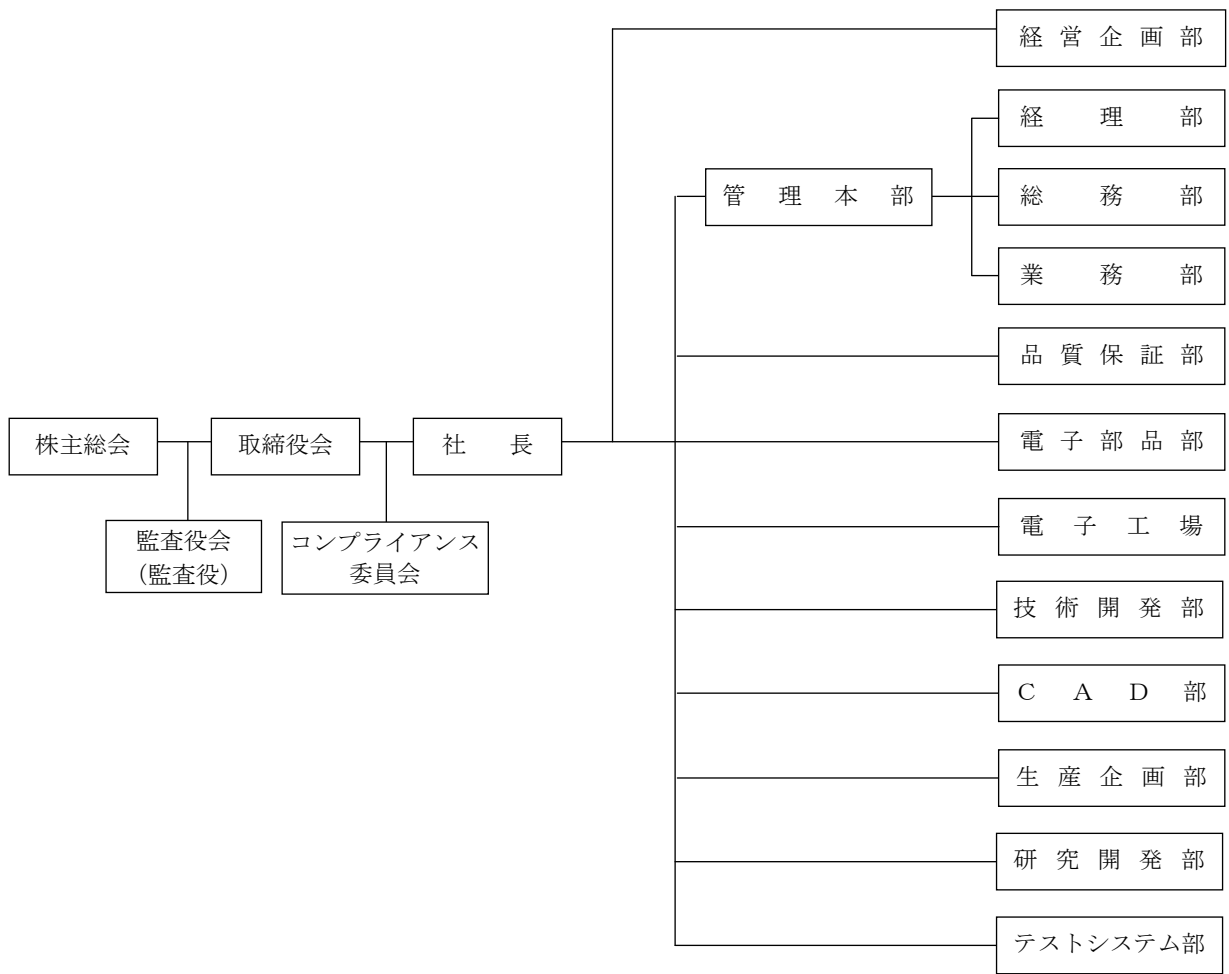 経営企画部
経理部
管理本部
総務部
業務部
品質保証部
株主総会
取締役会
社長
電子部品部
監査役会
(監査役)
コンプライアンス
委員会
電子工場
技術開発部
CAD部
生産企画部
研究開発部
テストシステム部